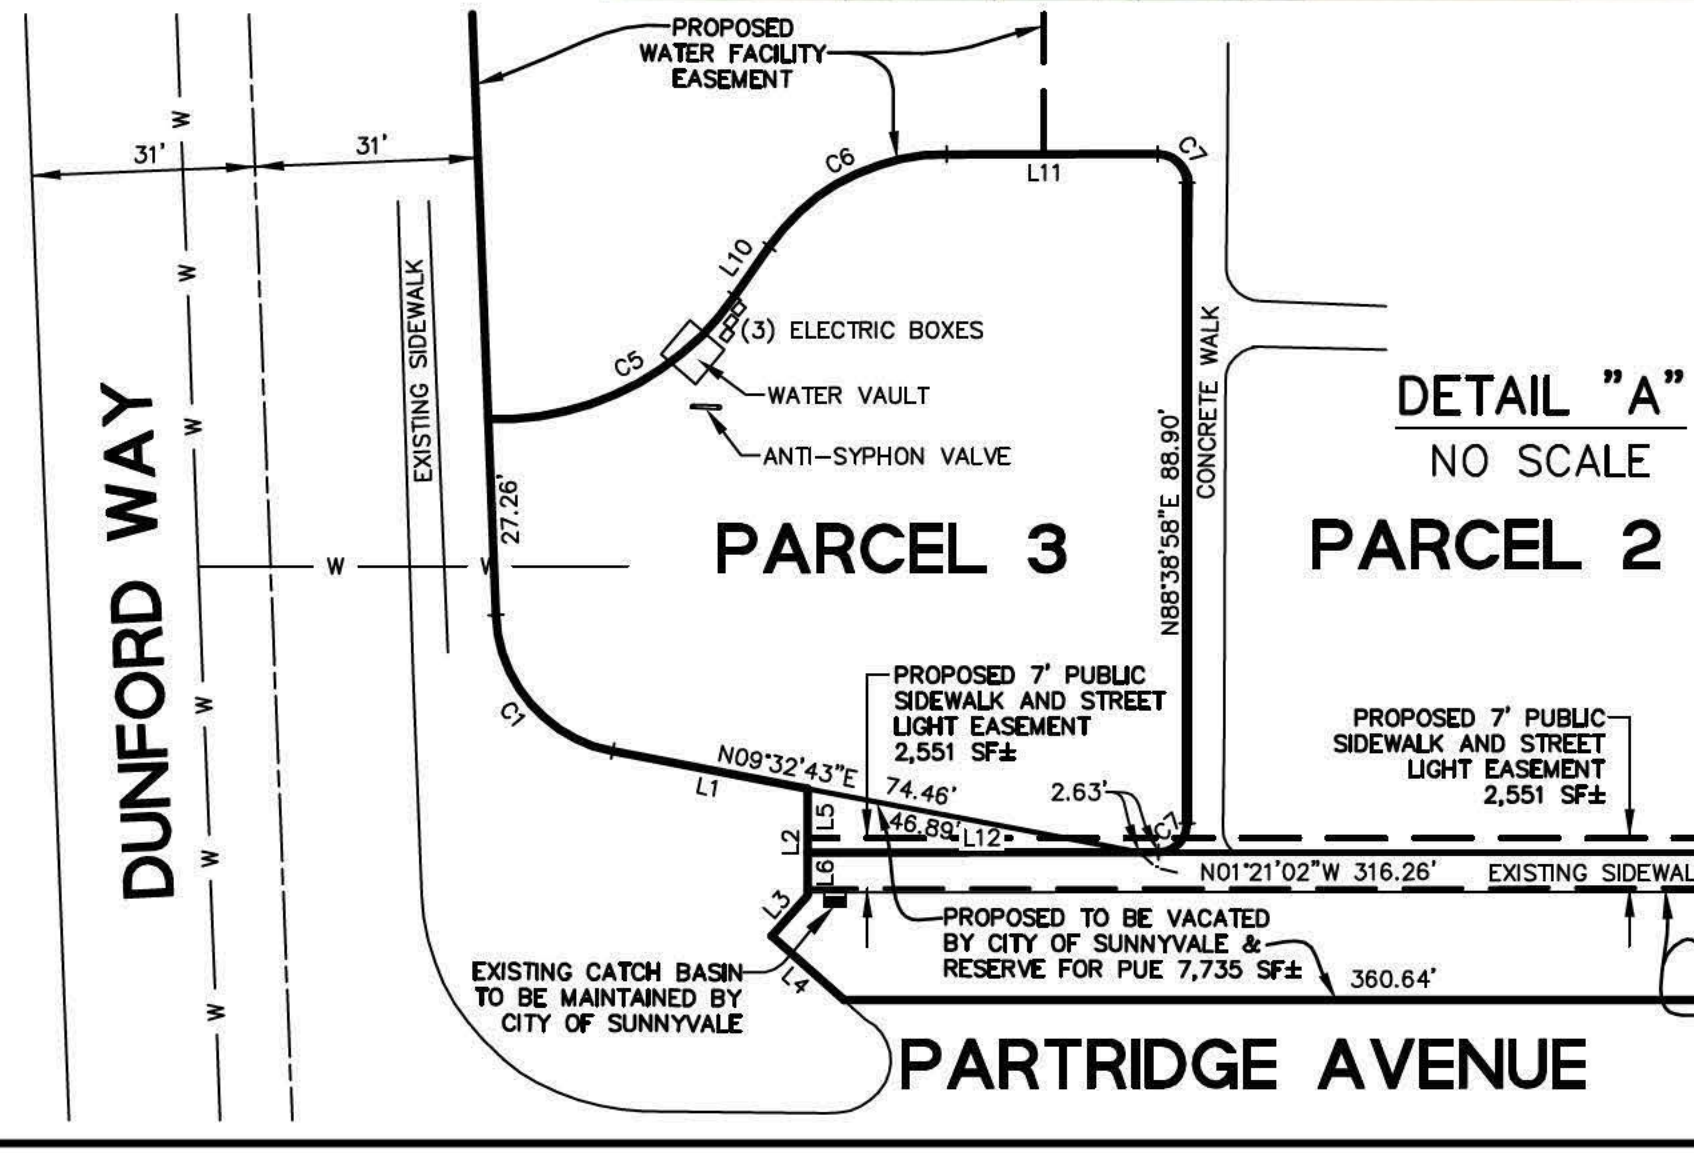 PROPOSED
WATER FACILITY
EASEMENT
31'
31'
W
W
W
W
W
W
W
W
W
C6
C7
L11
L10
(3) ELECTRIC BOXES
C5
WATER VAULT
ANTI-SYPHON VALVE
EXISTING SIDEWALK
CONCRETE WALK
DETAIL "A"
NO SCALE
27.26'
N88°38'58"E 88.90'
PARCEL 3
PARCEL 2
DUNFORD WAY
C1
PROPOSED 7' PUBLIC
SIDEWALK AND STREET
LIGHT EASEMENT
2,551 SF±
PROPOSED 7' PUBLIC
SIDEWALK AND STREET
LIGHT EASEMENT
2,551 SF±
N09°32'43"E
74.46'
L1
2.63'
46.89'
L12
C7
L5
L2
L6
N01°21'02"W 316.26'
EXISTING SIDEWAL
L3
L4
PROPOSED TO BE VACATED
BY CITY OF SUNNYVALE &
RESERVE FOR PUE 7,735 SF±
360.64'
EXISTING CATCH BASIN
TO BE MAINTAINED BY
CITY OF SUNNYVALE
PARTRIDGE AVENUE